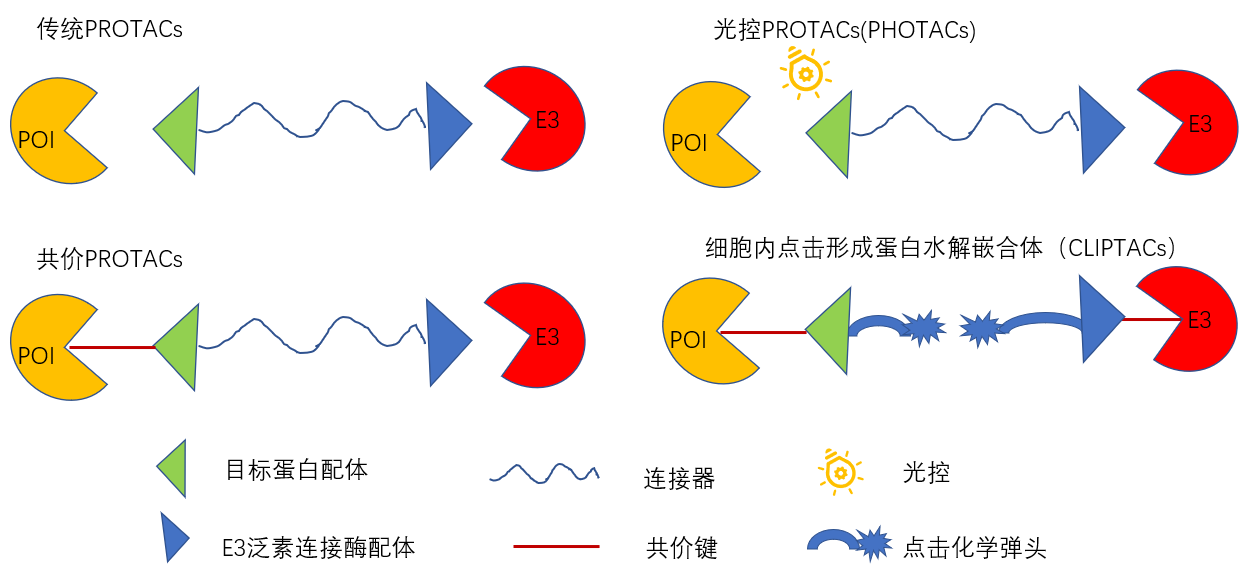 传统PROTACs
光控PROTACs(PHOTACs)
POI
E3
POI
E3
共价PROTACs
细胞内点击形成蛋白水解嵌合体（CLIPTACs）
POI
E3
POI
E3
目标蛋白配体
连接器
光控
E3泛素连接酶配体
共价键
点击化学弹头